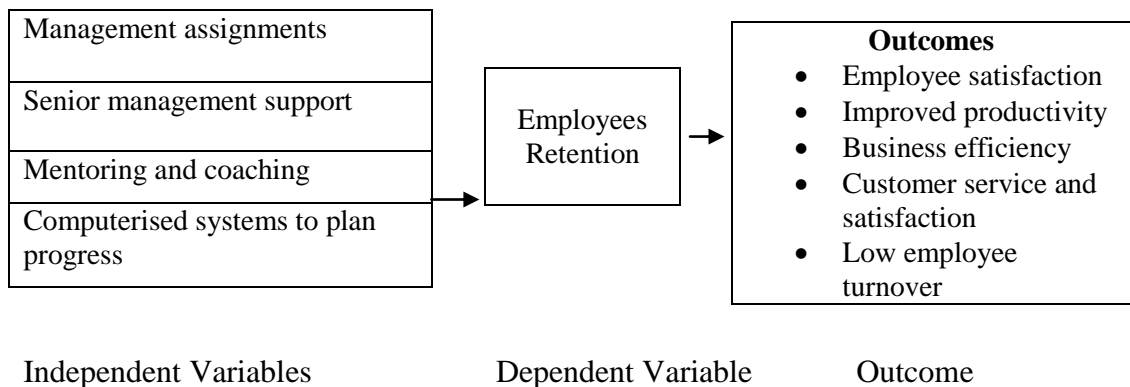 Management assignments
Senior management support
Mentoring and coaching
Computerised systems to plan
progress
Employees
Retention
Outcomes
• Employee satisfaction
• Improved productivity
• Business efficiency
• Customer service and
satisfaction
• Low employee
turnover
Independent Variables
Dependent Variable
Outcome